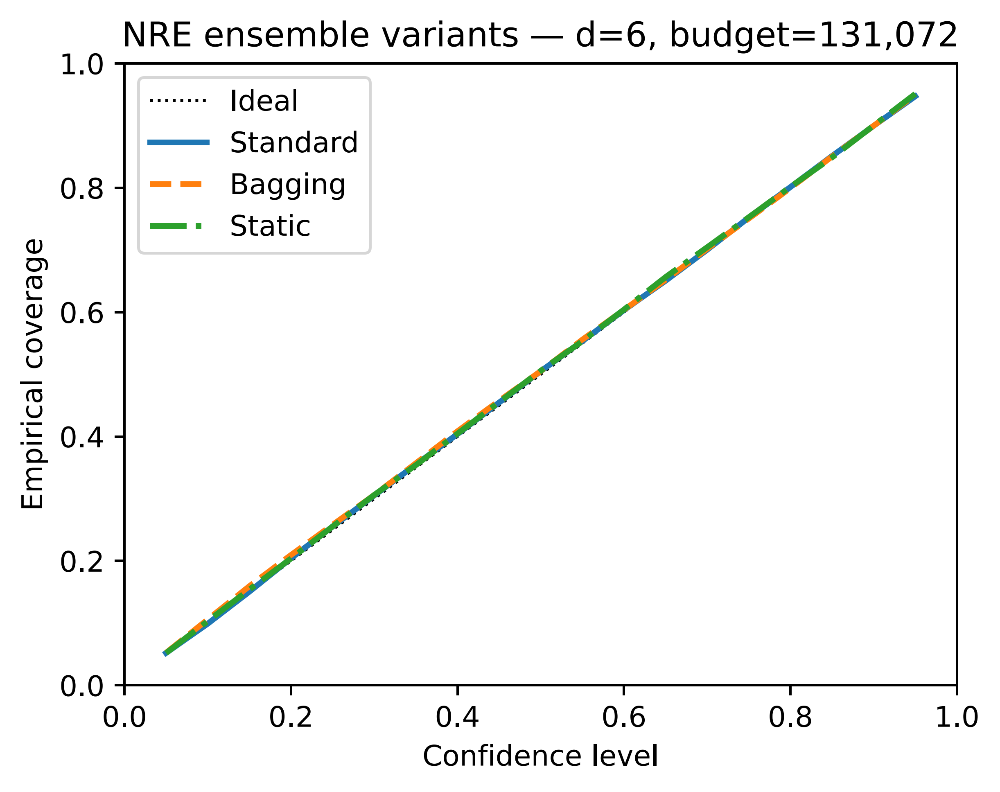 NRE ensemble variants — d=6, budget=131,072
1.0
0.8
0.6
0.4
0.2
0.0
Empirical coverage
Ideal
Standard
Bagging
Static
0.0 0.2 0.4 0.6 0.8 1.0
Confidence level